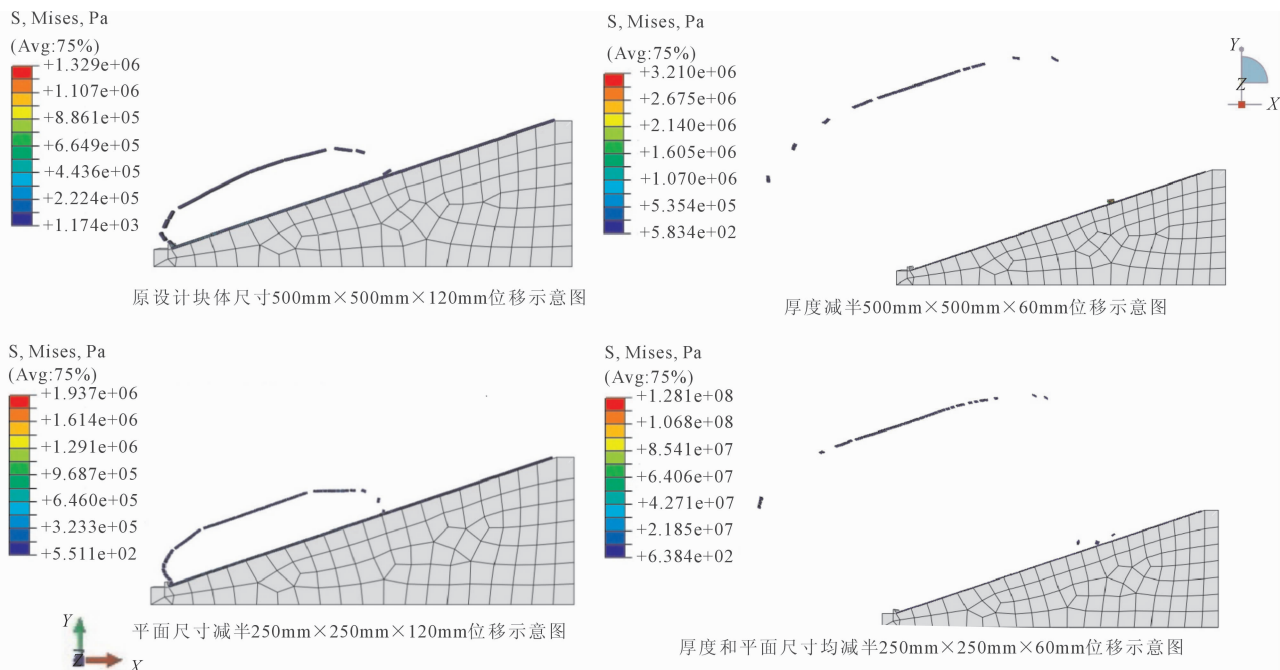 S, Mises, Pa
(Avg:75%)
+1.329e+06
+1.107e+06
+8.861e+05
+6.649e+05
+4.436e+05
+2.224e+05
+1.174e+03
原设计块体尺寸500mm×500mm×120mm位移示意图
S, Mises, Pa
(Avg:75%)
+3.210e+06
+2.675e+06
+2.140e+06
+1.605e+06
+1.070e+06
+5.354e+05
+5.834e+02
Y
Z
X
厚度减半500mm×500mm×60mm位移示意图
S, Mises, Pa
(Avg:75%)
+1.937e+06
+1.614e+06
+1.291e+06
+9.687e+05
+6.460e+05
+3.233e+05
+5.511e+02
Y
Z
X
平面尺寸减半250mm×250mm×120mm位移示意图
S, Mises, Pa
(Avg:75%)
+1.281e+08
+1.068e+08
+8.541e+07
+6.406e+07
+4.271e+07
+2.185e+07
+6.384e+02
厚度和平面尺寸均减半250mm×250mm×60mm位移示意图